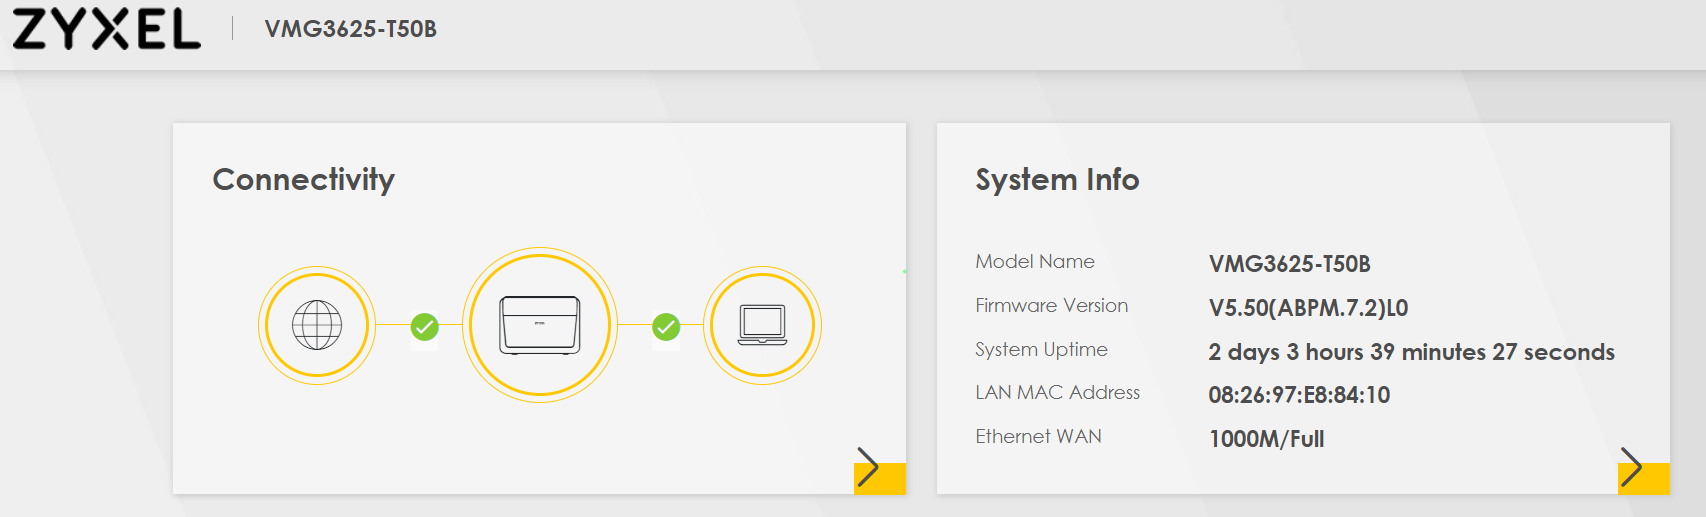 ZYXEL VMG3625-T50B
Connectivity
ZYXEL
System Info
Model Name VMG3625-T50B
Firmware Version V5.50(ABPM.7.2)L0
System Uptime 2 days 3 hours 39 minutes 27 seconds
LAN MAC Address 08:26:97:E8:84:10
Ethernet WAN 1000M/Full